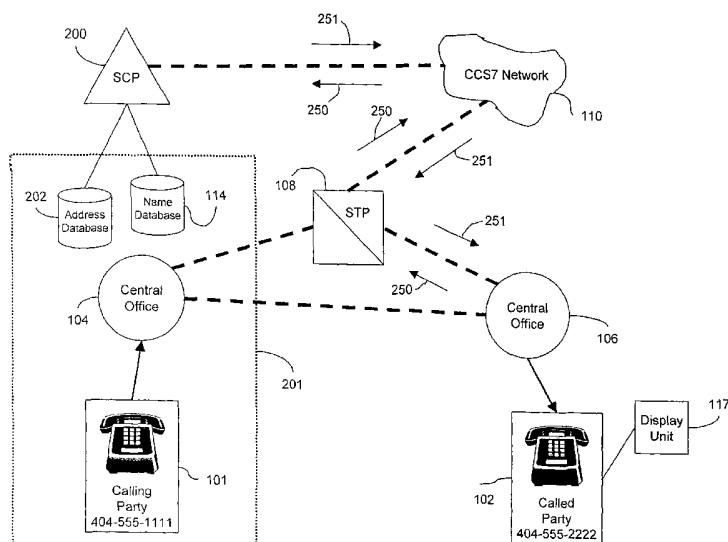 251
200
SCP
CCS7 Network
250
250
110
251
108
STP
202
Address
Database
Name
Database
114
251
250
Central
Office
104
Central
Office
106
201
117
Display
Unit
101
Calling
Party
404-555-1111
102
Called
Party
404-555-2222